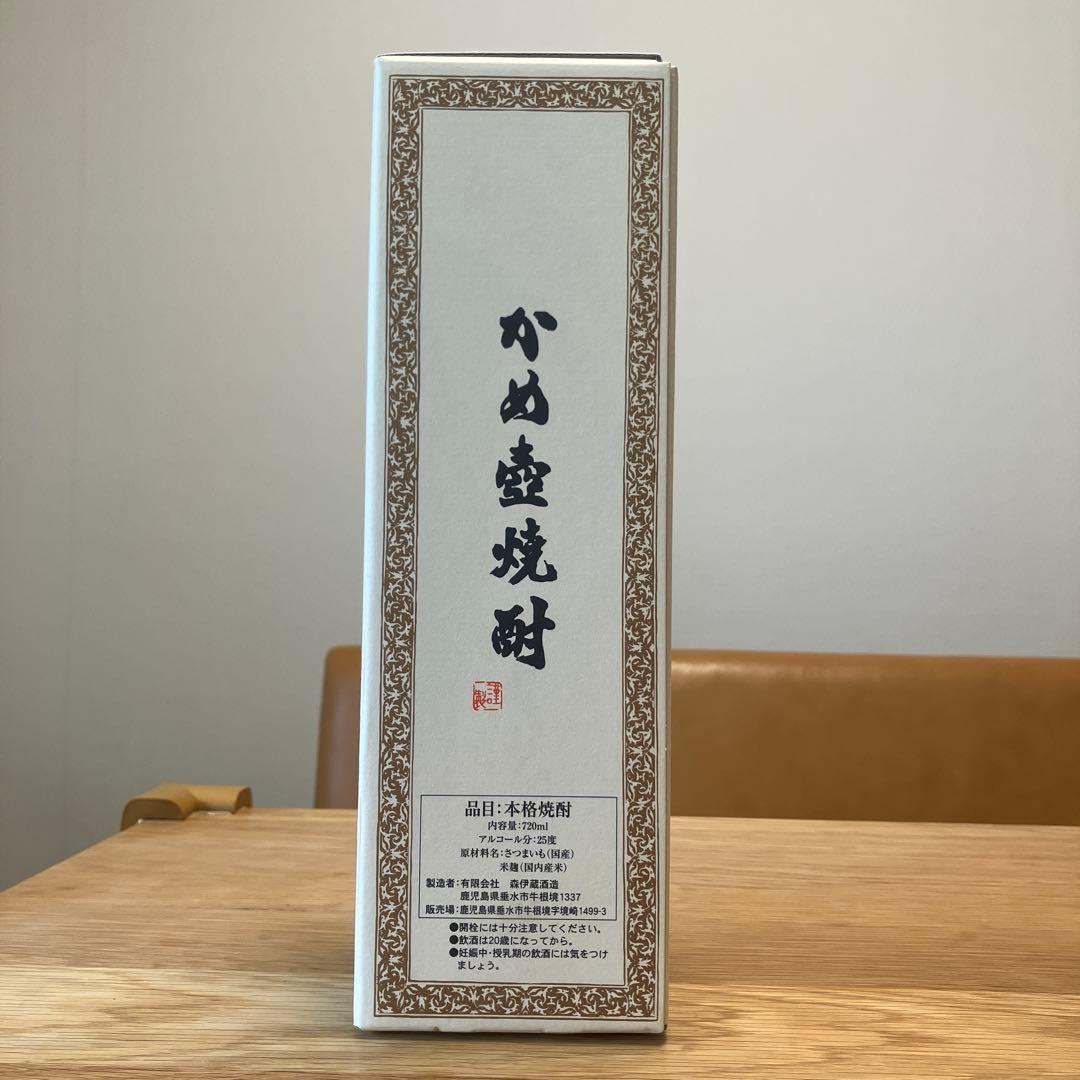 かめ壺焼酎
謹製
品目:本格焼酎
内容量:720ml
アルコール分:25度
原材料名:さつまいも(国産)
米麹(国内産米)
製造者:有限会社 森伊蔵酒造
鹿児島県垂水市牛根境1337
販売場:鹿児島県垂水市牛根境字境崎1499-3
●開栓には十分注意してください。
●飲酒は20歳になってから。
●妊娠中・授乳期の飲酒には気をつけ
ましょう。